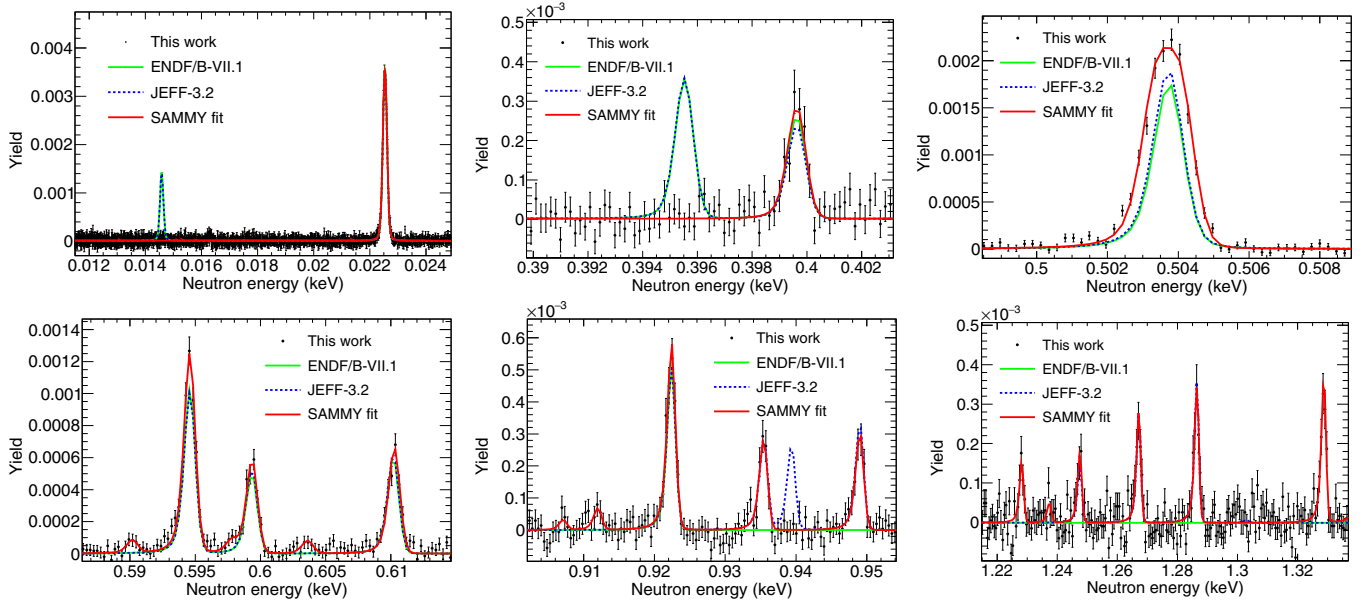 0.004
0.003
0.002
0.001
0
Yield
This work
ENDF/B-VII.1
JEFF-3.2
SAMMY fit
0.012 0.014 0.016 0.018 0.02 0.022 0.024
Neutron energy (keV)
×10⁻³
0.5
0.4
0.3
0.2
0.1
0
Yield
This work
ENDF/B-VII.1
JEFF-3.2
SAMMY fit
0.39 0.392 0.394 0.396 0.398 0.4 0.402
Neutron energy (keV)
0.002
0.0015
0.001
0.0005
0
Yield
This work
ENDF/B-VII.1
JEFF-3.2
SAMMY fit
0.5 0.502 0.504 0.506 0.508
Neutron energy (keV)
0.0014
0.0012
0.001
0.0008
0.0006
0.0004
0.0002
0
Yield
This work
ENDF/B-VII.1
JEFF-3.2
SAMMY fit
0.59 0.595 0.6 0.605 0.61
Neutron energy (keV)
×10⁻³
0.6
0.4
0.2
0
Yield
This work
ENDF/B-VII.1
JEFF-3.2
SAMMY fit
0.91 0.92 0.93 0.94 0.95
Neutron energy (keV)
×10⁻³
0.5
0.4
0.3
0.2
0.1
0
Yield
This work
ENDF/B-VII.1
JEFF-3.2
SAMMY fit
1.22 1.24 1.26 1.28 1.3 1.32
Neutron energy (keV)